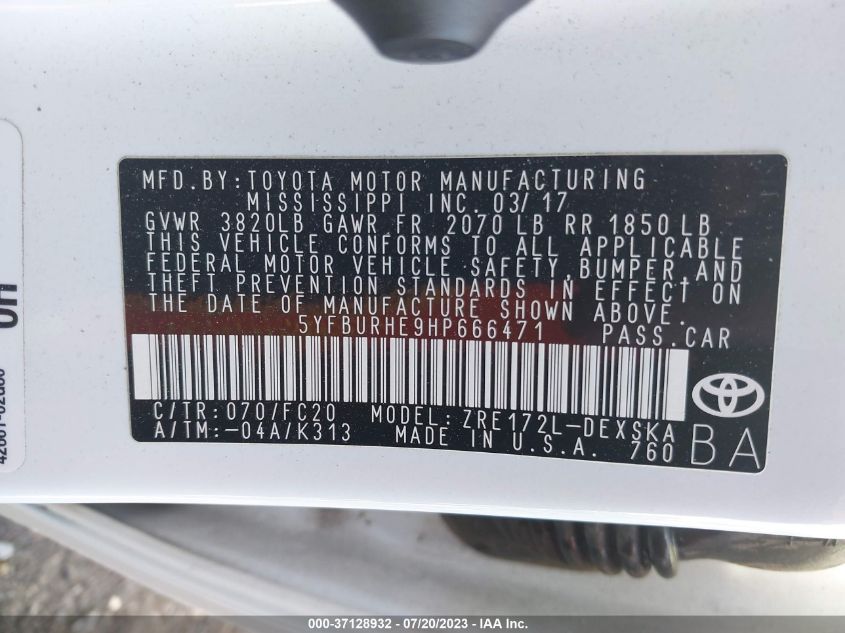 MFD.BY:TOYOTA MOTOR MANUFACTURING
MISSISSIPPI INC. 03/17
GVWR 3820LB GAWR FR 2070 LB RR 1850 LB
THIS VEHICLE CONFORMS TO ALL APPLICABLE
FEDERAL MOTOR VEHICLE SAFETY,BUMPER,AND
THEFT PREVENTION STANDARDS IN EFFECT ON
THE DATE OF MANUFACTURE SHOWN ABOVE.
5YFBURHE9HP666471 PASS.CAR
C/TR:070/FC20 MODEL:ZRE172L-DEXSKA
A/TM:-04A/K313 MADE IN U.S.A. 760
BA
000-37128932 - 07/20/2023 - © IAA, Inc.